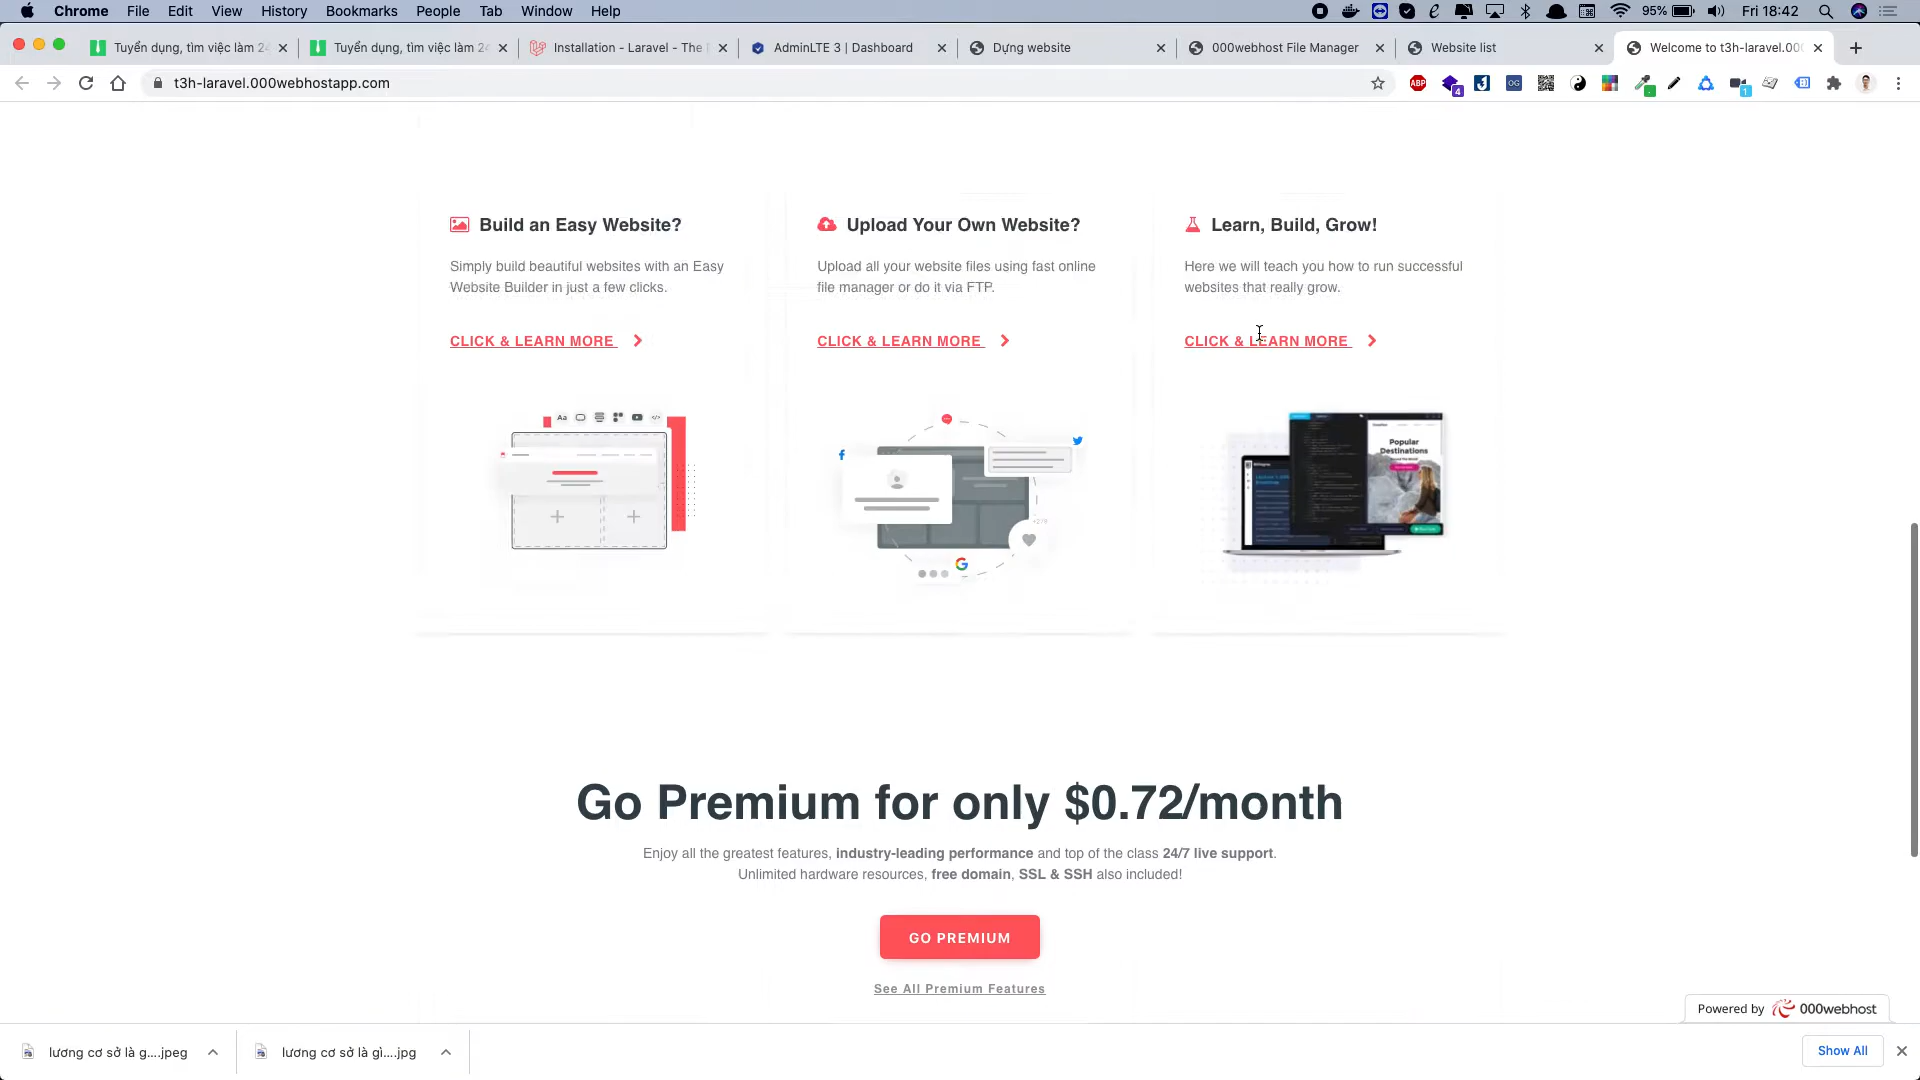 Chrome File Edit View History Bookmarks People Tab Window Help 95% Fri 18:42
Tuyển dụng, tìm việc làm 24 Tuyển dụng, tìm việc làm 24 Installation - Laravel - The AdminLTE 3 | Dashboard Dựng website 000webhost File Manager Website list Welcome to t3h-laravel.00
t3h-laravel.000webhostapp.com
ABP 4 OG 1
Build an Easy Website? Upload Your Own Website? Learn, Build, Grow!
Simply build beautiful websites with an Easy Upload all your website files using fast online Here we will teach you how to run successful
Website Builder in just a few clicks. file manager or do it via FTP. websites that really grow.
CLICK & LEARN MORE CLICK & LEARN MORE CLICK & LEARN MORE
Aa
Popular
Destinations
Go Premium for only $0.72/month
Enjoy all the greatest features, industry-leading performance and top of the class 24/7 live support.
Unlimited hardware resources, free domain, SSL & SSH also included!
GO PREMIUM
See All Premium Features
Powered by 000webhost
lương cơ sở là g....jpeg lương cơ sở là gì....jpg Show All